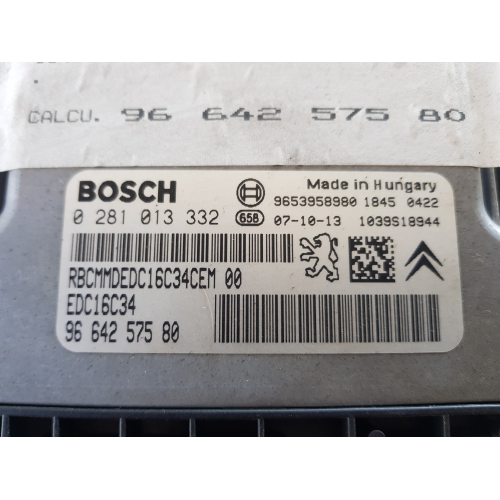 CALCU. 96 642 575 80
BOSCH
Made in Hungary
9653958980 1845 0422
0 281 013 332 658 07-10-13 1039S18944
RBCMMDEDC16C34CEM 00
EDC16C34
96 642 575 80